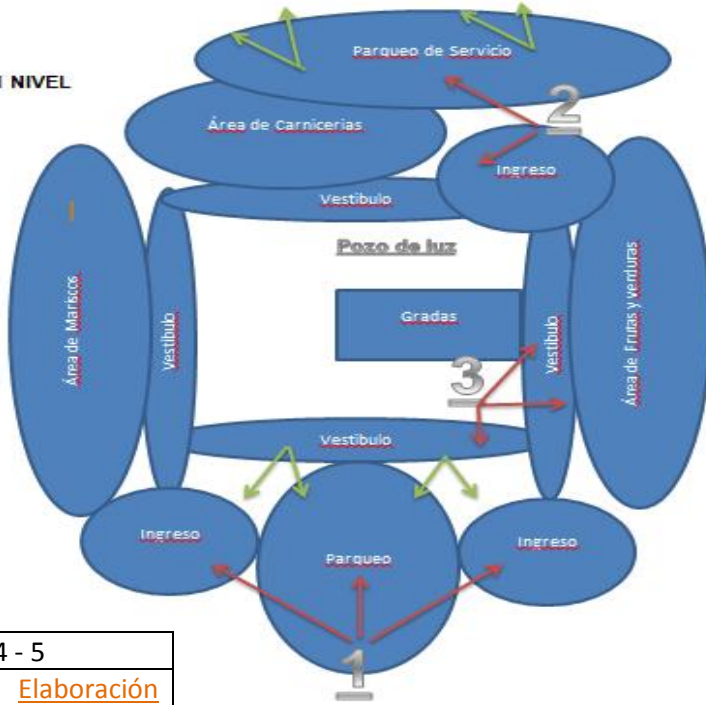 Parqueo de Servicio
NIVEL
2
Área de Carnicerias
Ingreso
Vestibulo
Pozo de luz
Área de Mariscos
Vestibulo
Gradas
Vestibulo
Área de Frutas y verduras
3
Vestibulo
Ingreso
Parqueo
Ingreso
1
4 - 5
Elaboración